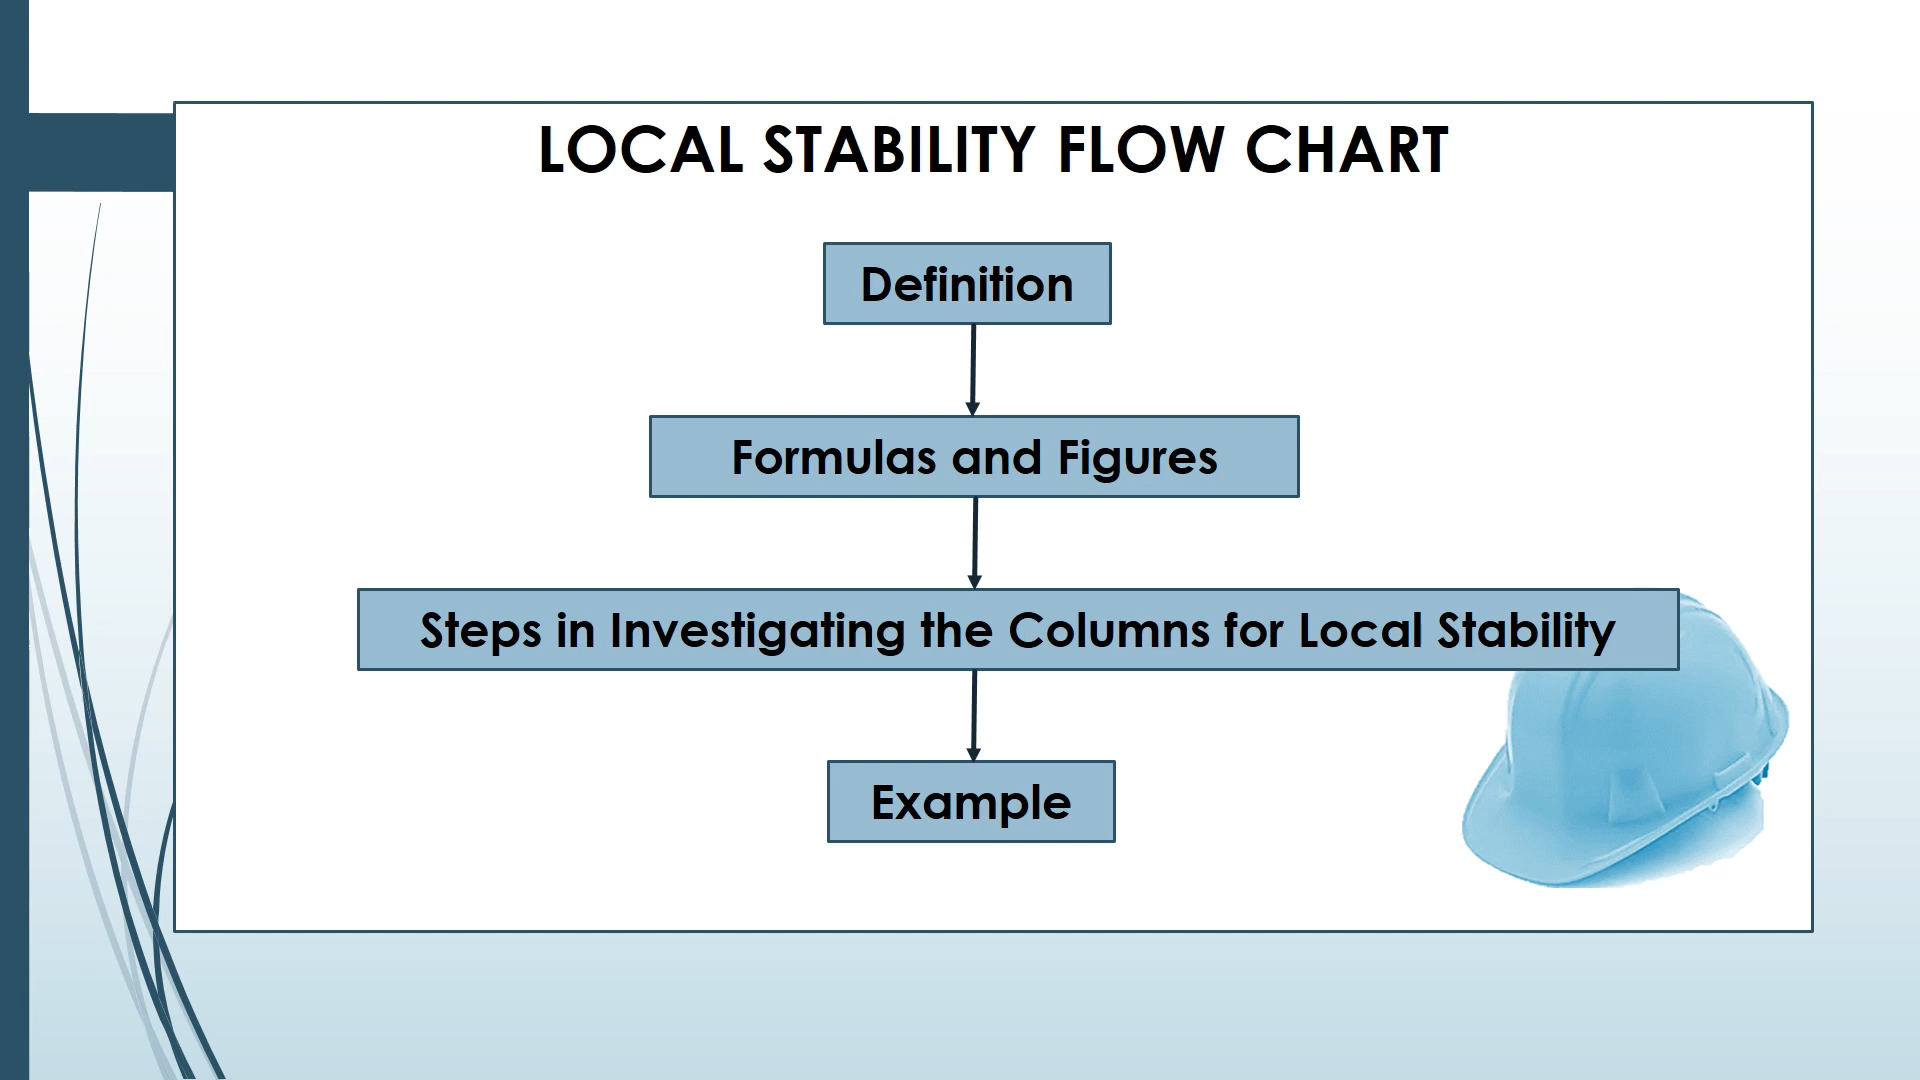 LOCAL STABILITY FLOW CHART
Definition
Formulas and Figures
Steps in Investigating the Columns for Local Stability
Example